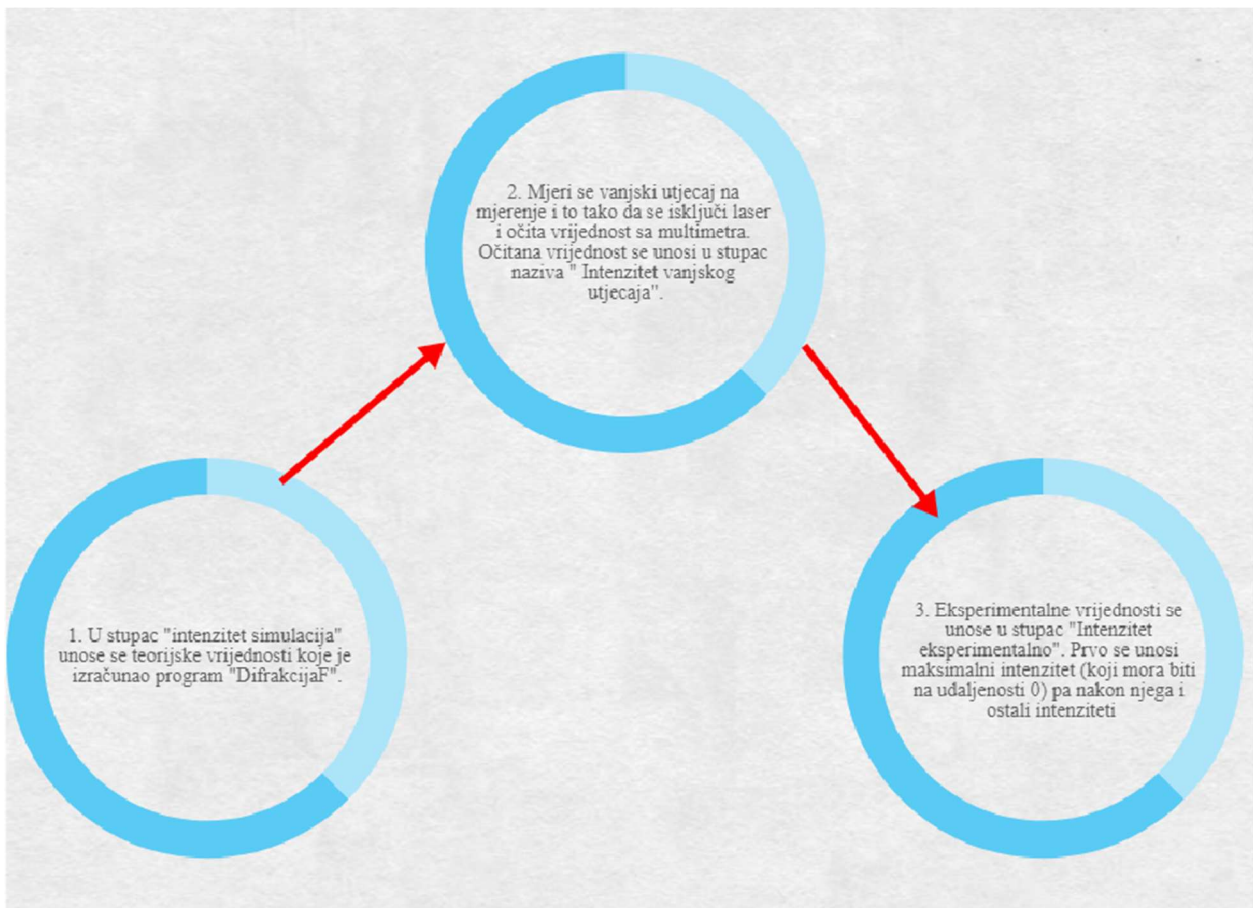 1. U stupac "intenzitet simulacija"
unose se teorijske vrijednosti koje je
izračunao program "DifrakcijaF".
2. Mjeri se vanjski utjecaj na
mjerenje i to tako da se isključi laser
i očita vrijednost sa multimetra.
Očitana vrijednost se unosi u stupac
naziva " Intenzitet vanjskog
utjecaja".
3. Eksperimentalne vrijednosti se
unose u stupac "Intenzitet
eksperimentalno". Prvo se unosi
maksimalni intenzitet (koji mora biti
na udaljenosti 0) pa nakon njega i
ostali intenziteti